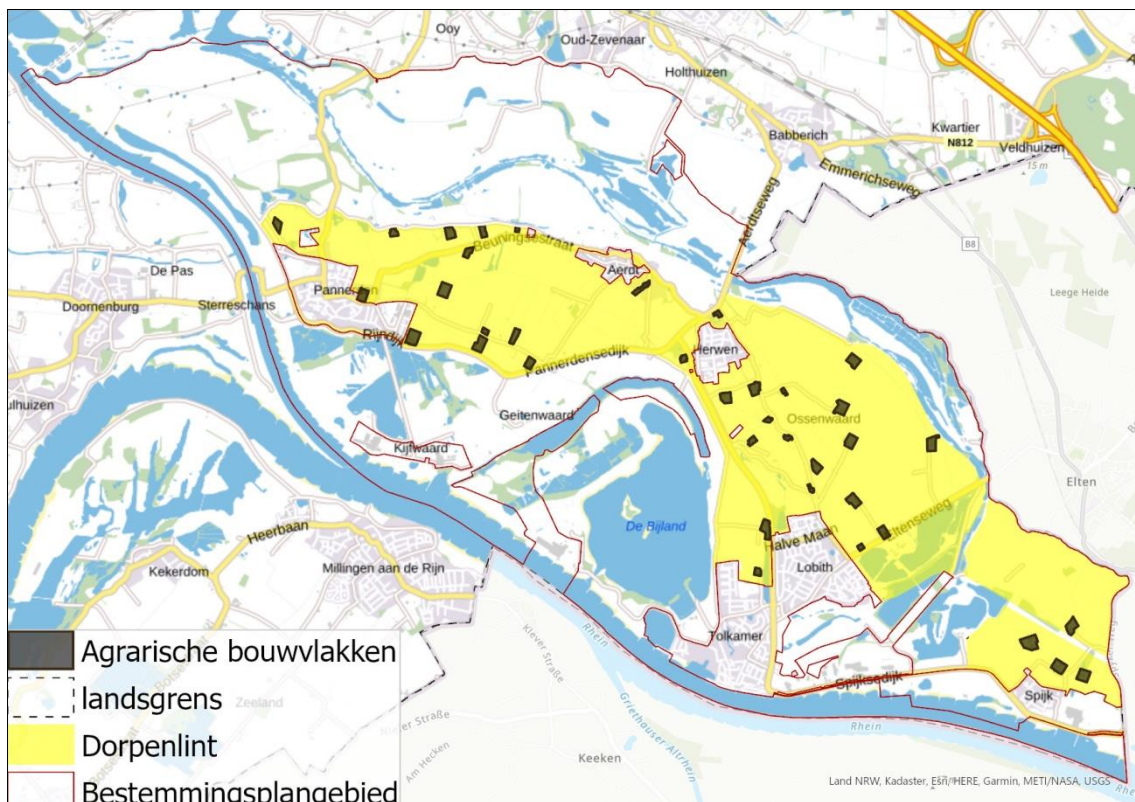 Ooy
Oud-Zevenaar
Holthuizen
Babberich
Kwartier
N812
Veldhuizen
15 m
Emmerichseweg
Aerdtseweg
B8
De Pas
Beuningsestraat
Aerdt
Leege Heide
Doornenburg
Sterreschans
Pannerden
Rijndijk
Pannerdensedijk
Herwen
Geitenwaard
Ossenwaard
Kijfwaard
Elten
De Bijland
Eltenseweg
Heerbaan
Halve Maan
Kekerdom
Millingen aan de Rijn
Lobith
Tolkamer
Rhein
Klever Straße
Spijksedijk
Spijk
Agrarische bouwvlakken
landsgrens
Zeeland
Am Hecken
Keeken
Griethauser Altrhein
Rhein
Dorpenlint
Bestemmingsplangebied
Land NRW, Kadaster, Esri, HERE, Garmin, METI/NASA, USGS